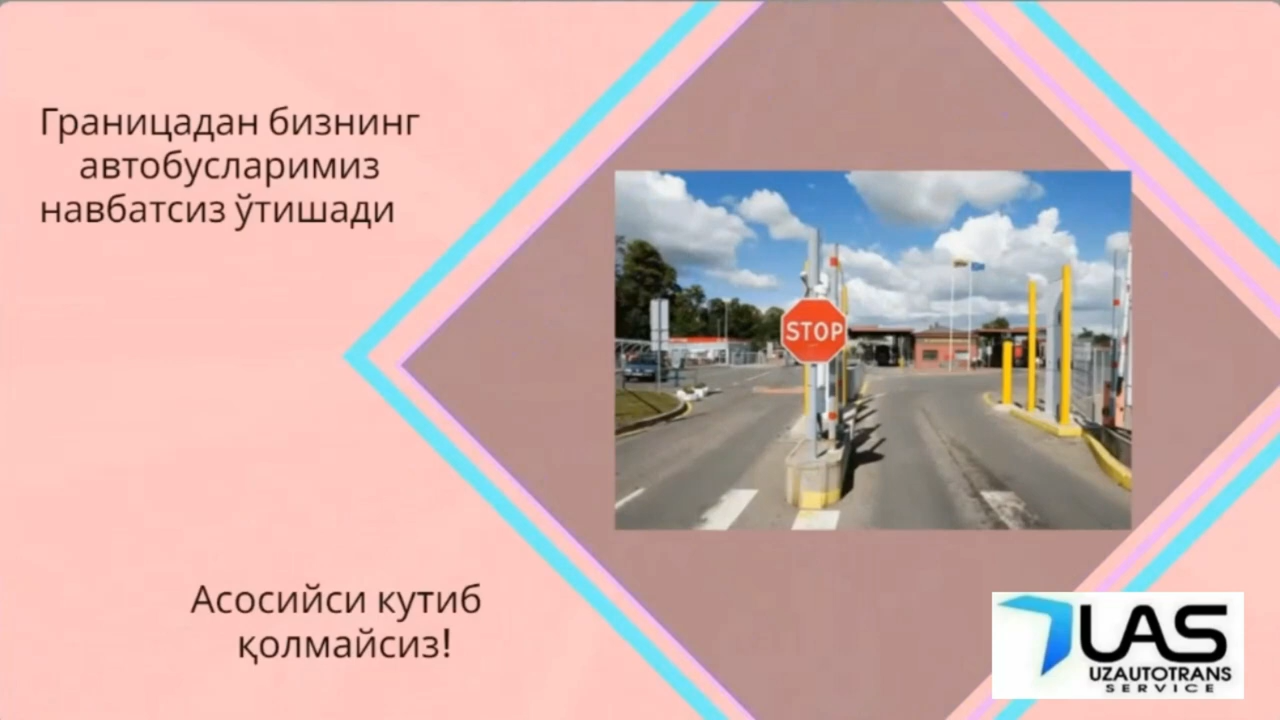 Границадан бизнинг
автобусларимиз
навбатсиз ўтишади
STOP
Асосийси кутиб
қолмайсиз!
UAS
UZAUTOTRANS
SERVICE